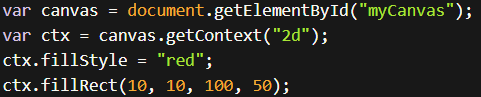 var canvas = document.getElementById("myCanvas");
var ctx = canvas.getContext("2d");
ctx.fillStyle = "red";
ctx.fillRect(10, 10, 100, 50);